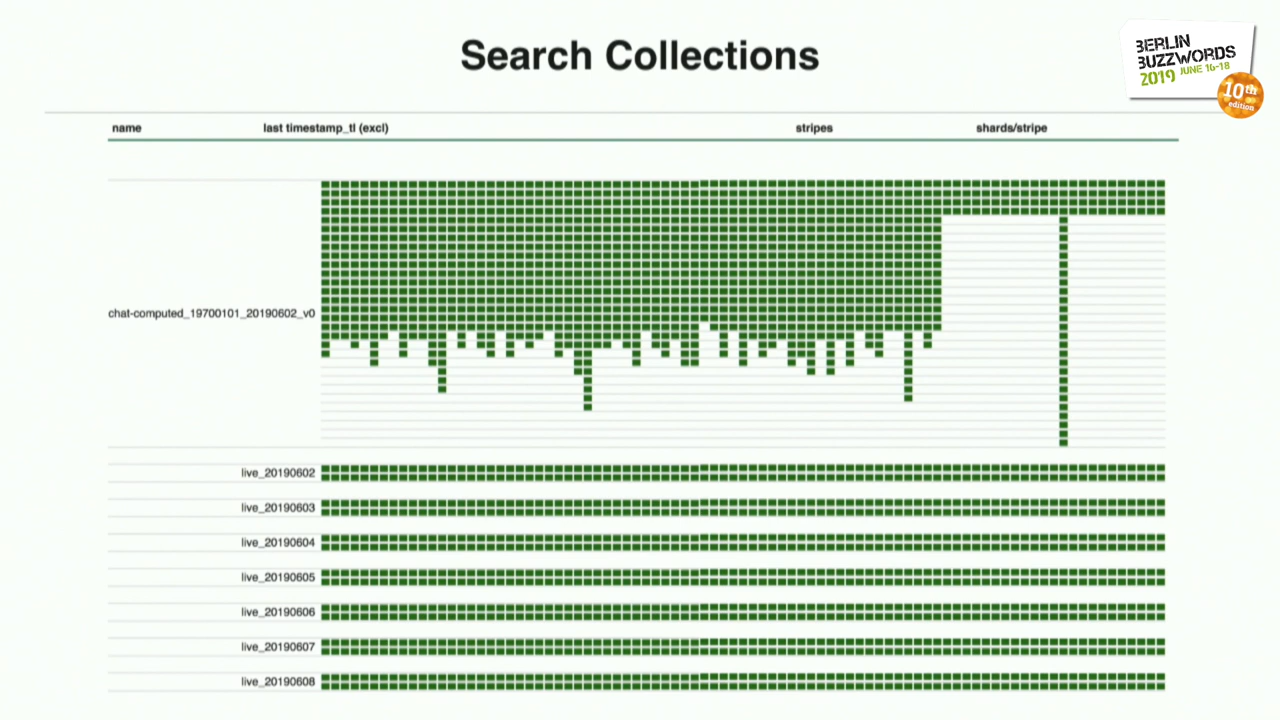 Search Collections
BERLIN
BUZZWORDS
2019 JUNE 16-18
10th
edition
name last timestamp_tl (excl) stripes shards/stripe
chat-computed_19700101_20190602_v0
live_20190602
live_20190603
live_20190604
live_20190605
live_20190606
live_20190607
live_20190608